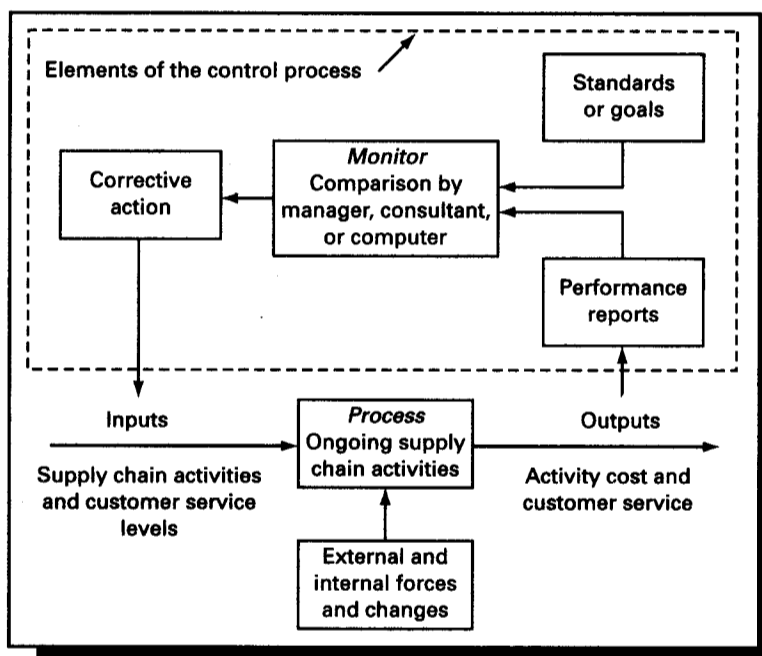 Elements of the control process
Standards
or goals
Monitor
Comparison by
manager, consultant,
or computer
Corrective
action
Performance
reports
Inputs
Supply chain activities
and customer service
levels
Process
Ongoing supply
chain activities
Outputs
Activity cost and
customer service
External and
internal forces
and changes